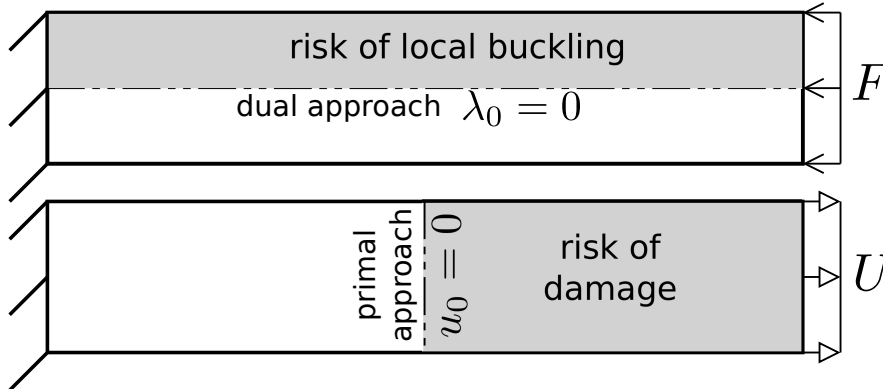 risk of local buckling
dual approach λ₀ = 0
F
primal
approach
u₀ = 0
risk of
damage
U